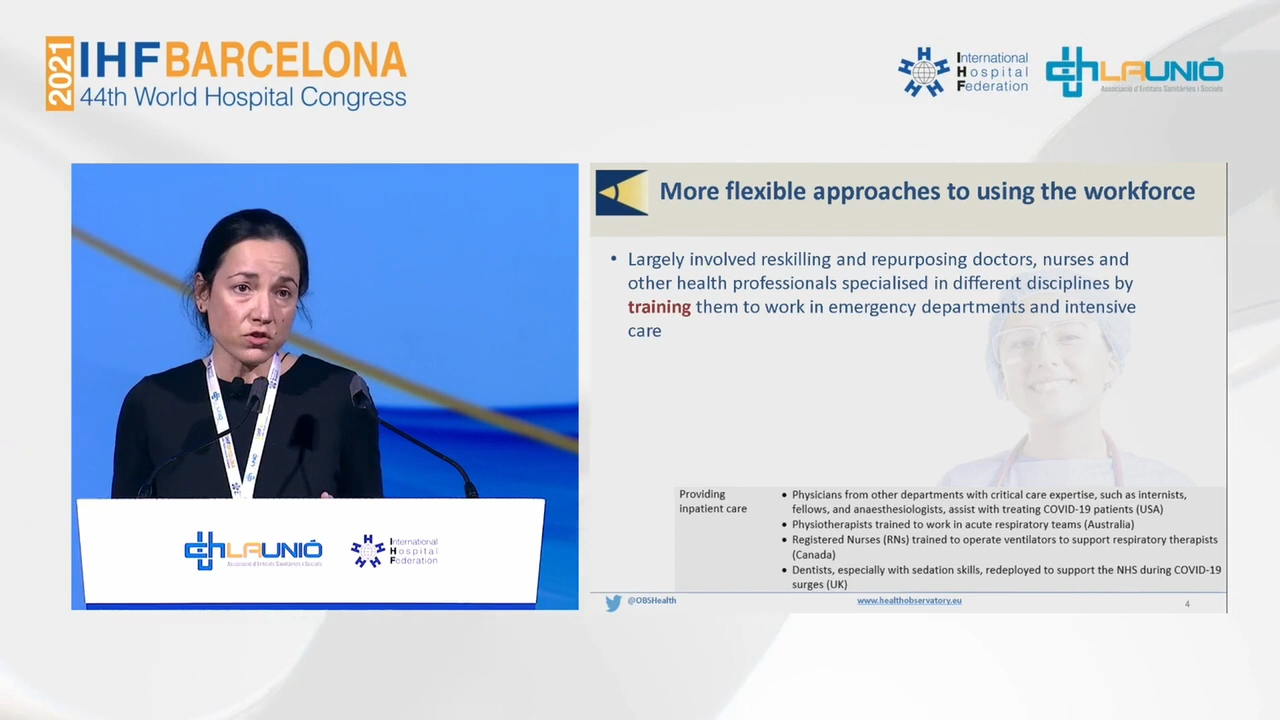 2021
IHF BARCELONA
44th World Hospital Congress
International
Hospital
Federation
LAUNIÓ
Associació d'Entitats Sanitàries i Socials
More flexible approaches to using the workforce
• Largely involved reskilling and repurposing doctors, nurses and
other health professionals specialised in different disciplines by
training them to work in emergency departments and intensive
care
Providing
inpatient care
• Physicians from other departments with critical care expertise, such as internists,
fellows, and anaesthesiologists, assist with treating COVID-19 patients (USA)
• Physiotherapists trained to work in acute respiratory teams (Australia)
• Registered Nurses (RNs) trained to operate ventilators to support respiratory therapists
(Canada)
• Dentists, especially with sedation skills, redeployed to support the NHS during COVID-19
surges (UK)
@OBSHealth
www.healthobservatory.eu
4
LAUNIÓ
Associació d'Entitats Sanitàries i Socials
International
Hospital
Federation